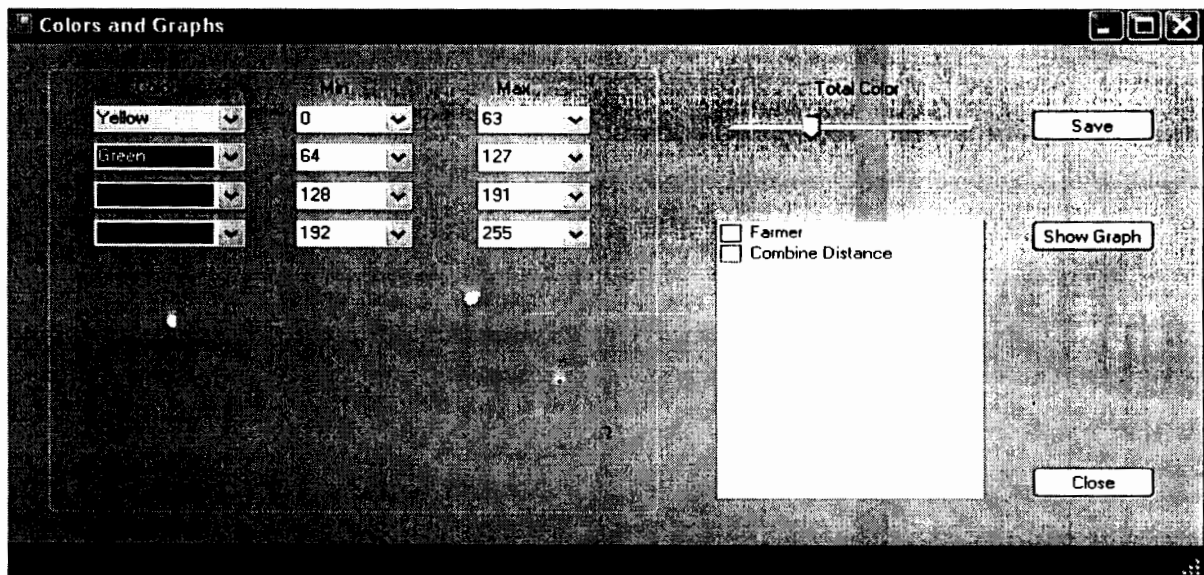 Colors and Graphs
Min Max Total Color
Yellow 0 63 Save
Green 64 127
128 191
192 255
Farmer Show Graph
Combine Distance
Close